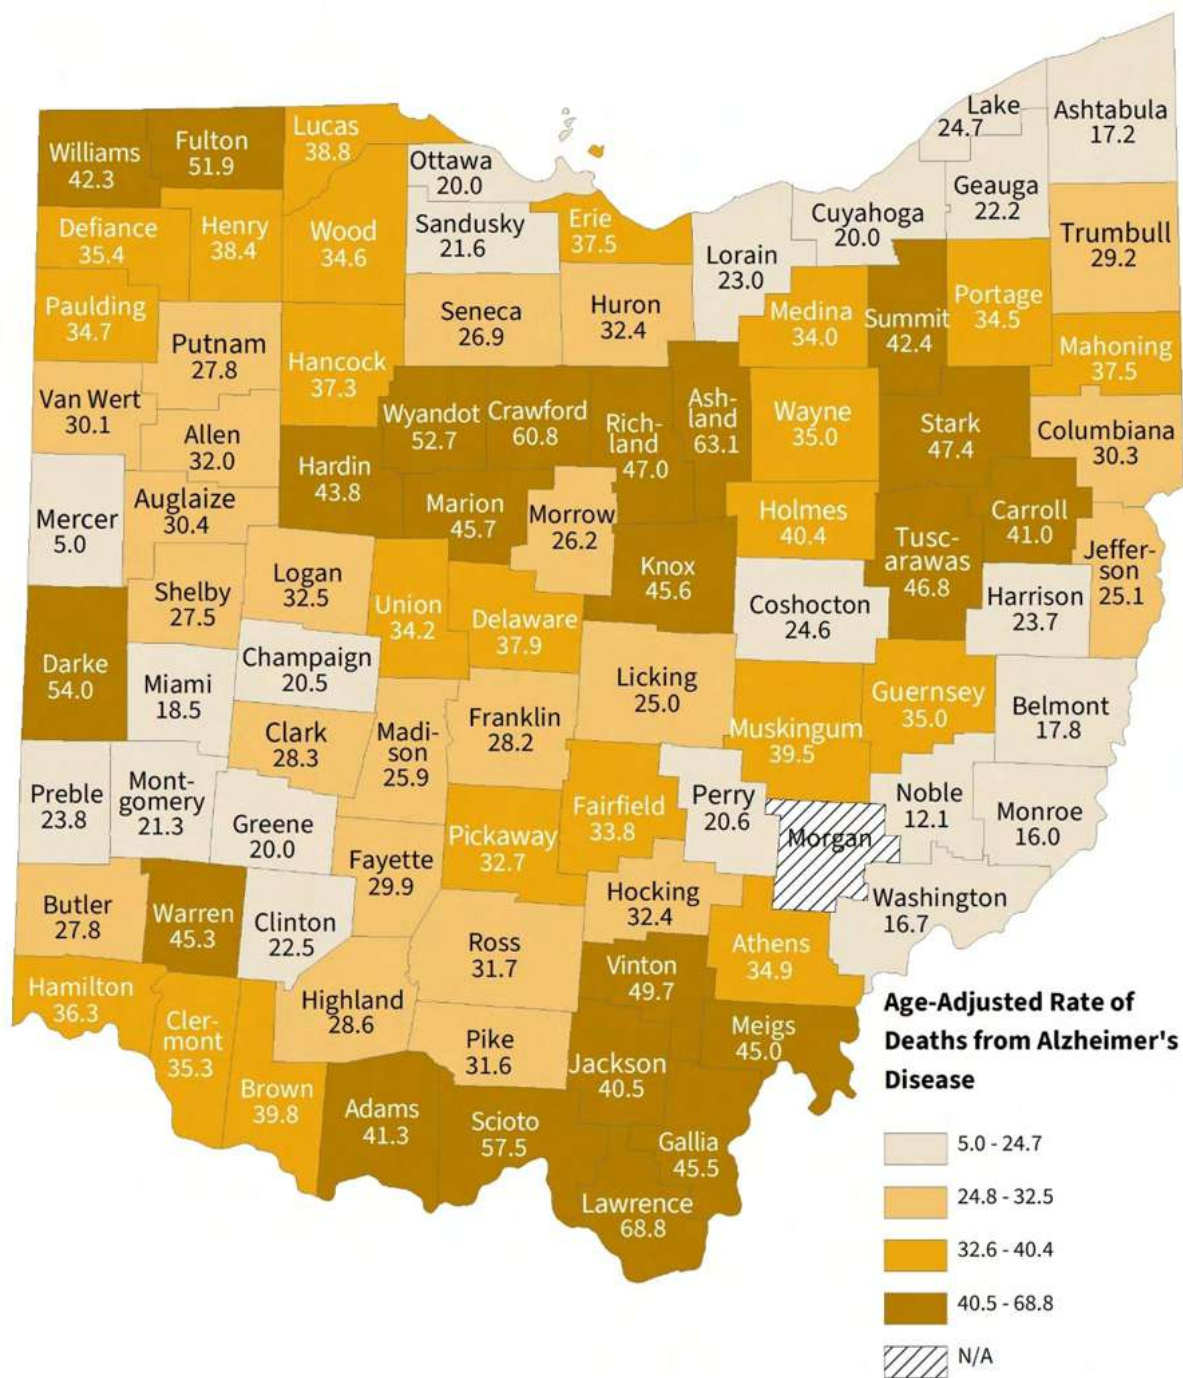 Lake
24.7
Ashtabula
17.2
Williams
42.3
Fulton
51.9
Lucas
38.8
Ottawa
20.0
Geauga
22.2
Defiance
35.4
Henry
38.4
Wood
34.6
Sandusky
21.6
Erie
37.5
Lorain
23.0
Cuyahoga
20.0
Trumbull
29.2
Paulding
34.7
Putnam
27.8
Hancock
37.3
Seneca
26.9
Huron
32.4
Medina
34.0
Summit
42.4
Portage
34.5
Mahoning
37.5
Van Wert
30.1
Allen
32.0
Wyandot
52.7
Crawford
60.8
Rich-
land
47.0
Ash-
land
63.1
Wayne
35.0
Stark
47.4
Columbiana
30.3
Mercer
5.0
Auglaize
30.4
Hardin
43.8
Marion
45.7
Morrow
26.2
Holmes
40.4
Tusc-
arawas
46.8
Carroll
41.0
Jeffer-
son
25.1
Shelby
27.5
Logan
32.5
Union
34.2
Delaware
37.9
Knox
45.6
Coshocton
24.6
Harrison
23.7
Darke
54.0
Miami
18.5
Champaign
20.5
Licking
25.0
Guernsey
35.0
Belmont
17.8
Clark
28.3
Madi-
son
25.9
Franklin
28.2
Muskingum
39.5
Preble
23.8
Mont-
gomery
21.3
Greene
20.0
Fayette
29.9
Pickaway
32.7
Fairfield
33.8
Perry
20.6
Morgan
Noble
12.1
Monroe
16.0
Butler
27.8
Warren
45.3
Clinton
22.5
Ross
31.7
Hocking
32.4
Athens
34.9
Washington
16.7
Hamilton
36.3
Cler-
mont
35.3
Highland
28.6
Pike
31.6
Vinton
49.7
Meigs
45.0
Brown
39.8
Adams
41.3
Scioto
57.5
Jackson
40.5
Gallia
45.5
Lawrence
68.8
Age-Adjusted Rate of
Deaths from Alzheimer's
Disease
5.0 - 24.7
24.8 - 32.5
32.6 - 40.4
40.5 - 68.8
N/A